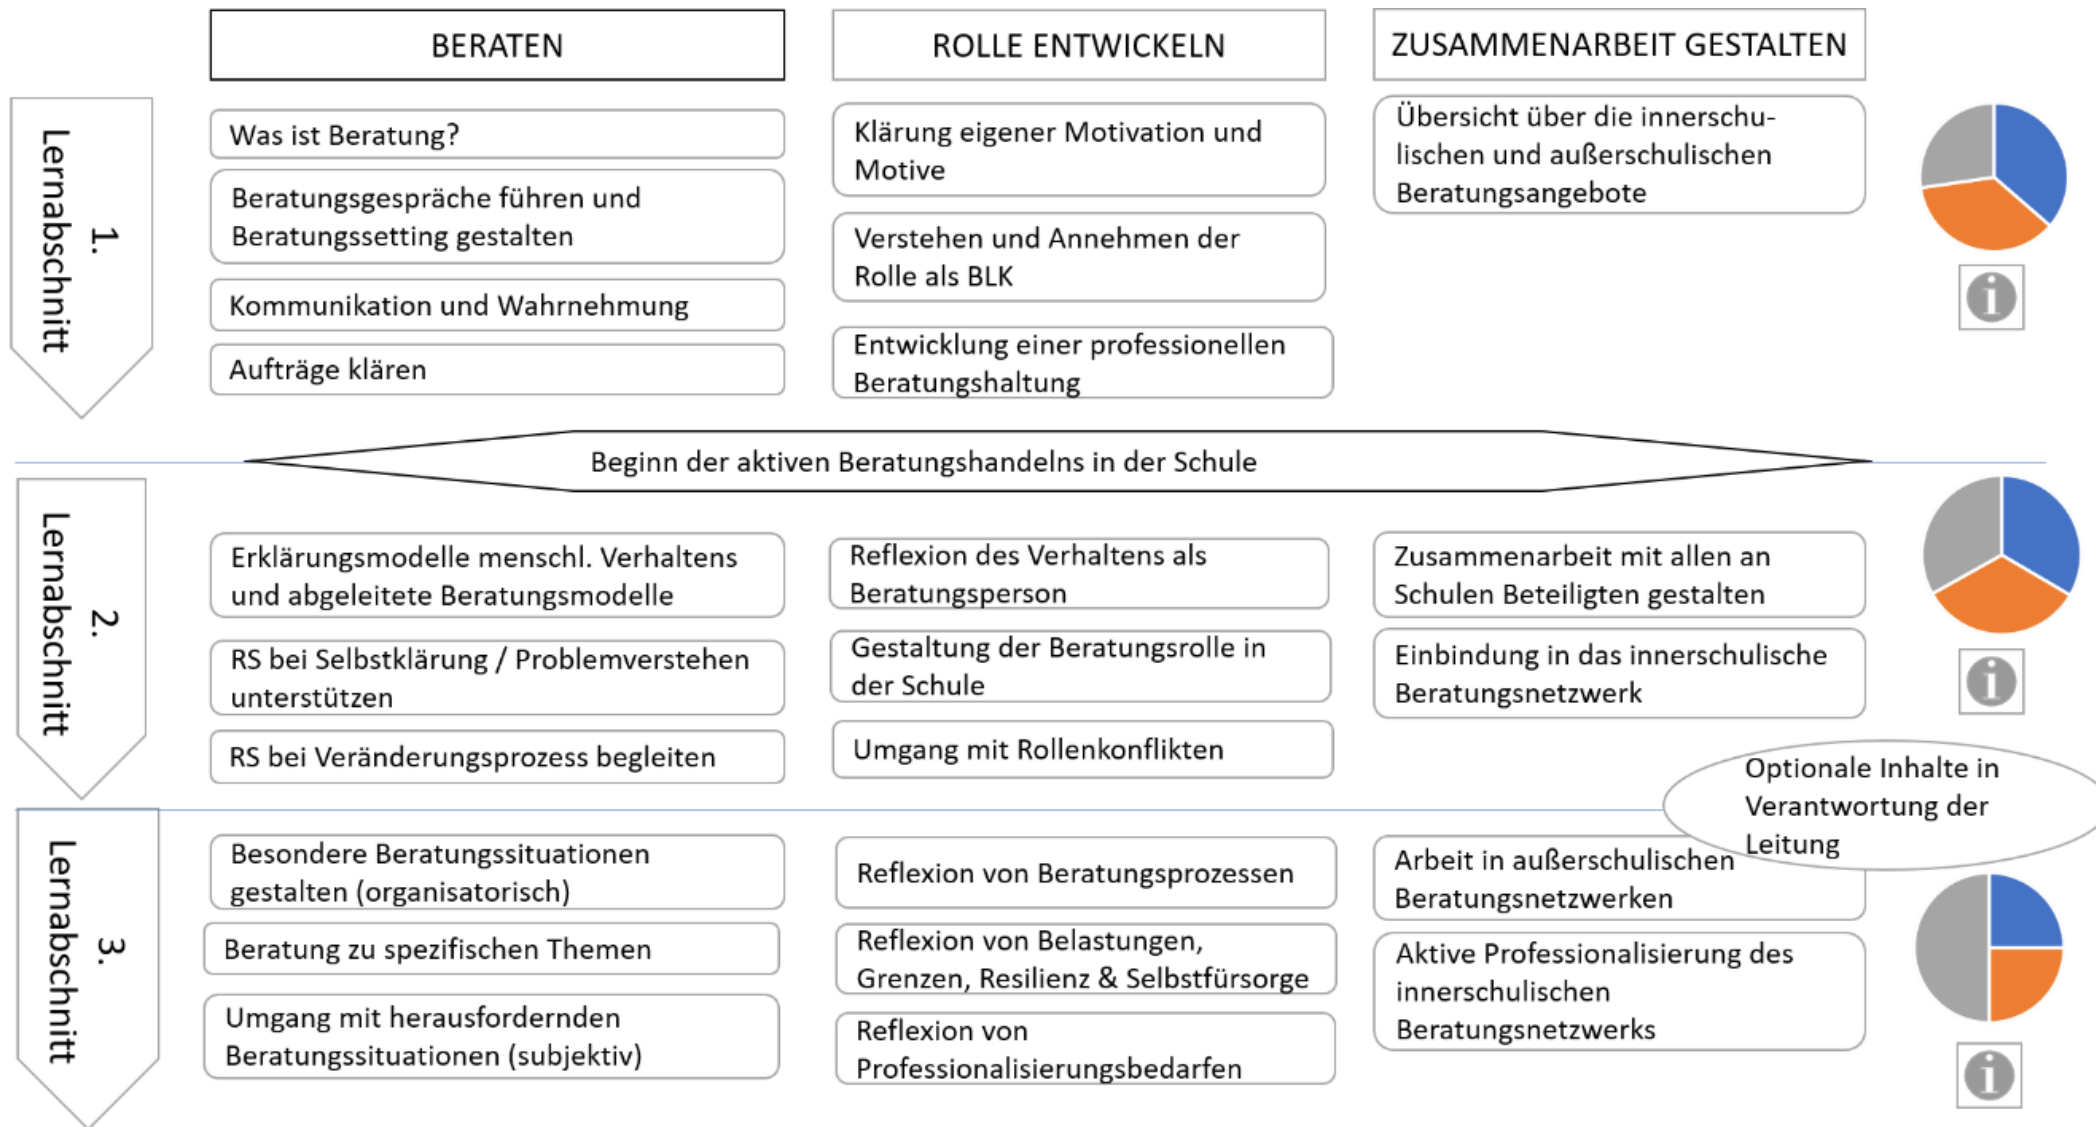 BERATEN
ROLLE ENTWICKELN
ZUSAMMENARBEIT GESTALTEN
1.
Lernabschnitt
Was ist Beratung?
Beratungsgespräche führen und
Beratungssetting gestalten
Kommunikation und Wahrnehmung
Aufträge klären
Klärung eigener Motivation und
Motive
Verstehen und Annehmen der
Rolle als BLK
Entwicklung einer professionellen
Beratungshaltung
Übersicht über die innerschu-
lischen und außerschulischen
Beratungsangebote
i
Beginn der aktiven Beratungshandelns in der Schule
2.
Lernabschnitt
Erklärungsmodelle menschl. Verhaltens
und abgeleitete Beratungsmodelle
RS bei Selbstklärung / Problemverstehen
unterstützen
RS bei Veränderungsprozess begleiten
Reflexion des Verhaltens als
Beratungsperson
Gestaltung der Beratungsrolle in
der Schule
Umgang mit Rollenkonflikten
Zusammenarbeit mit allen an
Schulen Beteiligten gestalten
Einbindung in das innerschulische
Beratungsnetzwerk
i
Optionale Inhalte in
Verantwortung der
Leitung
3.
Lernabschnitt
Besondere Beratungssituationen
gestalten (organisatorisch)
Beratung zu spezifischen Themen
Umgang mit herausfordernden
Beratungssituationen (subjektiv)
Reflexion von Beratungsprozessen
Reflexion von Belastungen,
Grenzen, Resilienz & Selbstfürsorge
Reflexion von
Professionalisierungsbedarfen
Arbeit in außerschulischen
Beratungsnetzwerken
Aktive Professionalisierung des
innerschulischen
Beratungsnetzwerks
i